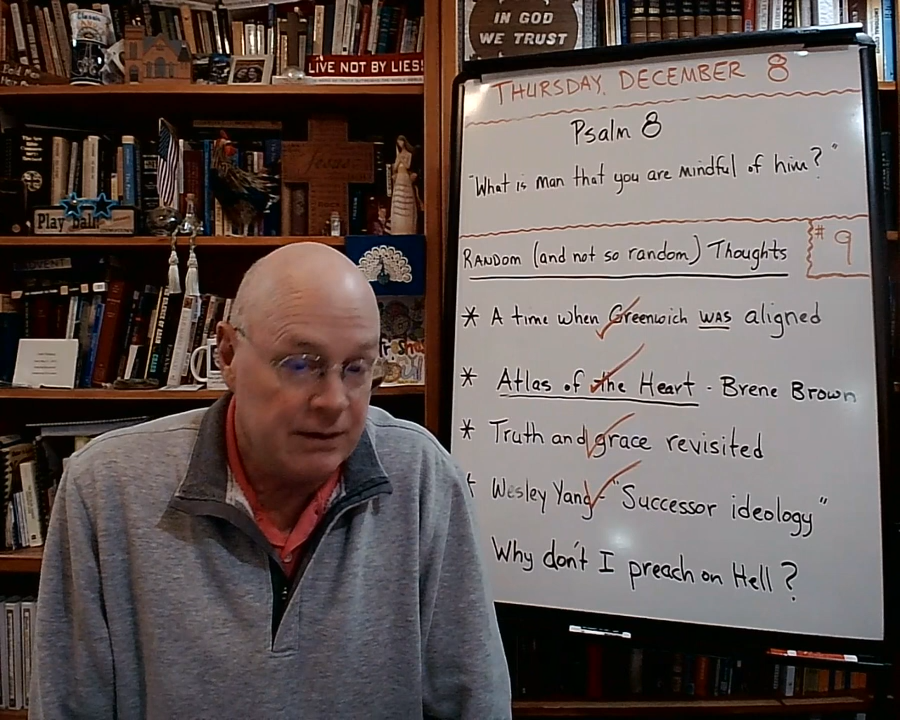 IN GOD
WE TRUST
LIVE NOT BY LIES!
Play ball
Jesus
THURSDAY, DECEMBER 8
Psalm 8
"What is man that you are mindful of him?"
RANDOM (and not so random) Thoughts
# 9
* A time when Greenwich was aligned
* Atlas of the Heart - Brene Brown
* Truth and grace revisited
* Wesley Yang - "Successor ideology"
Why don't I preach on Hell?